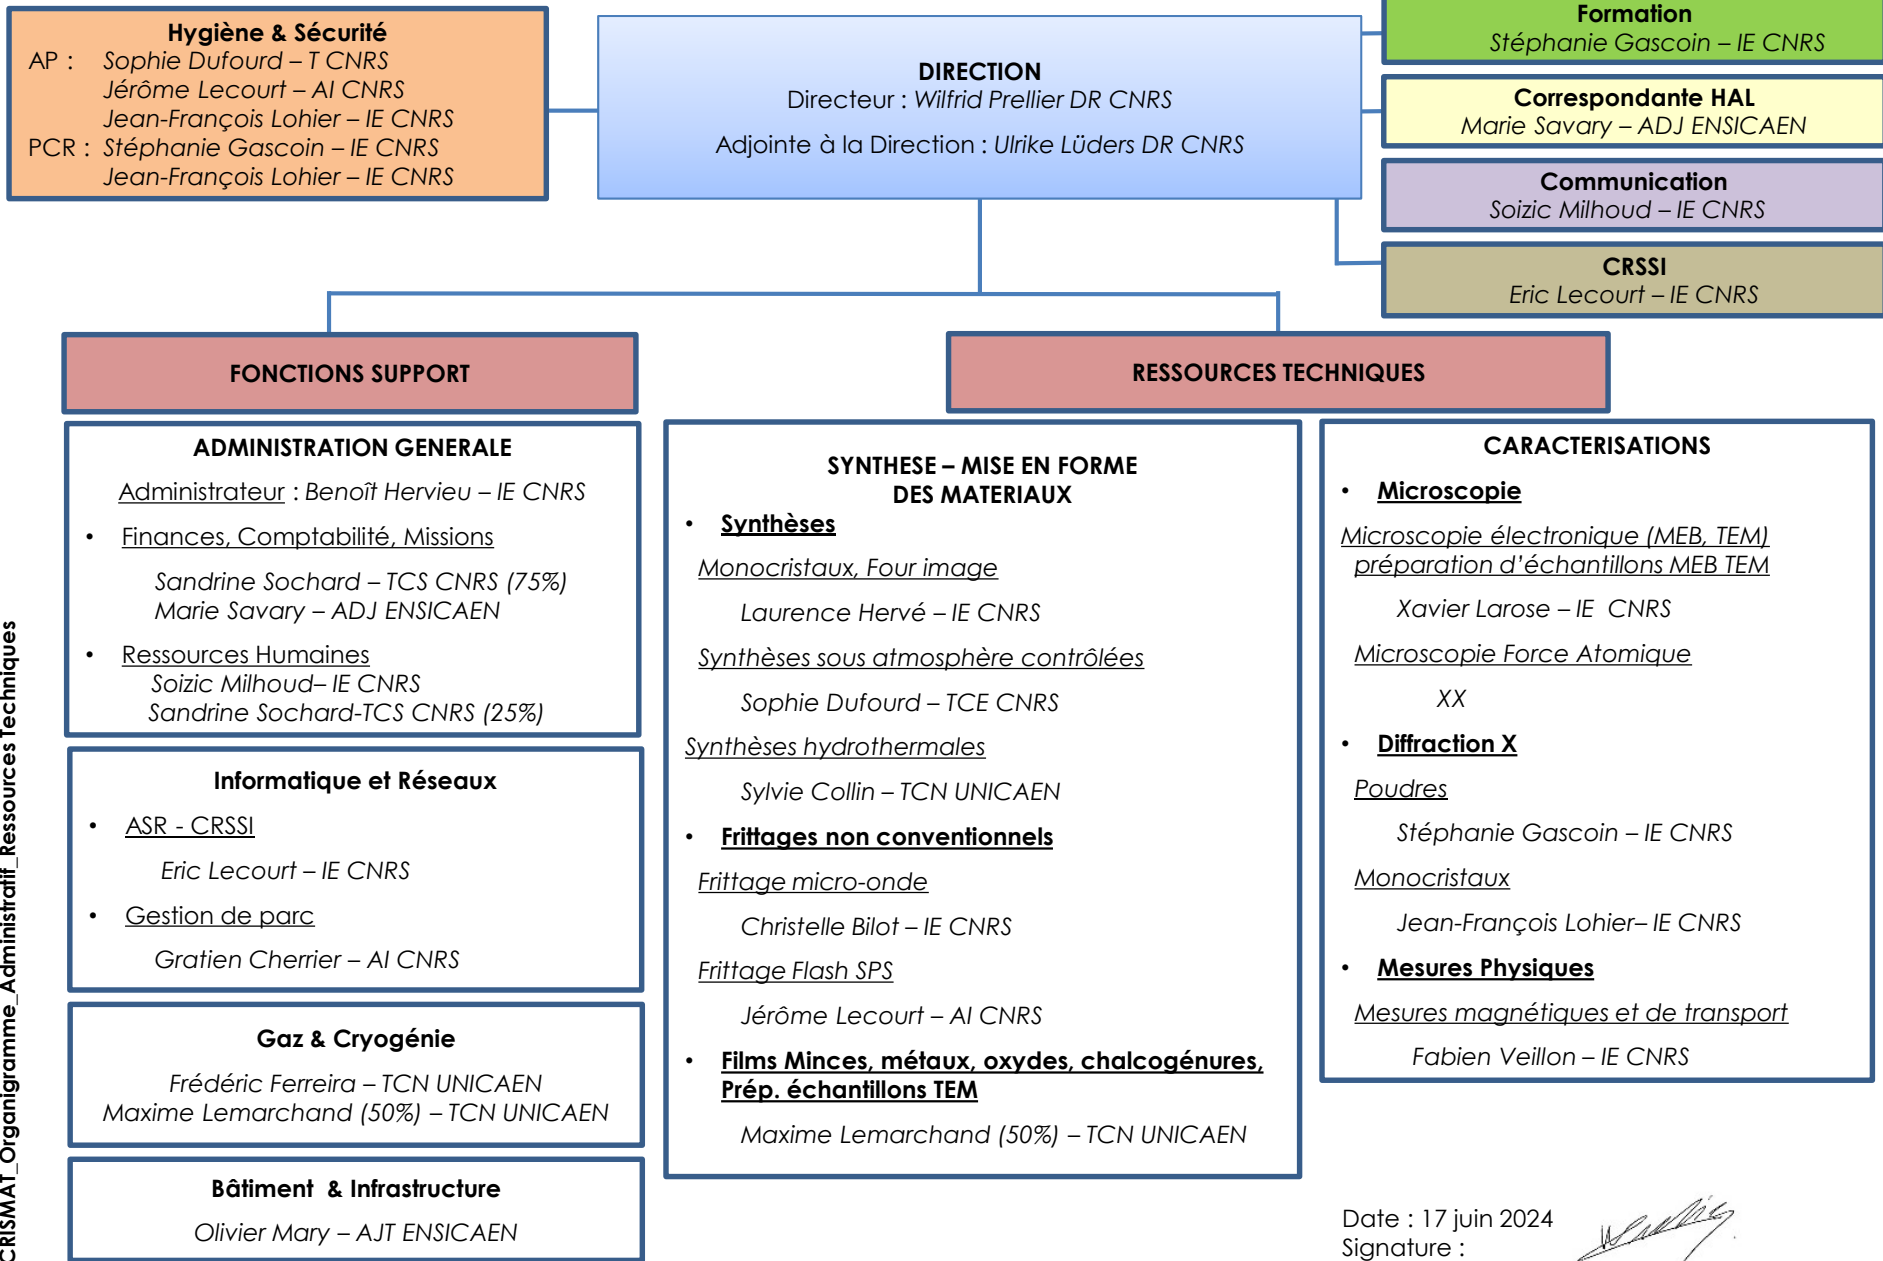 Hygiène & Sécurité
AP : Sophie Dufourd – T CNRS
Jérôme Lecourt – AI CNRS
Jean-François Lohier – IE CNRS
PCR : Stéphanie Gascoin – IE CNRS
Jean-François Lohier – IE CNRS
DIRECTION
Directeur : Wilfrid Prellier DR CNRS
Adjointe à la Direction : Ulrike Lüders DR CNRS
Formation
Stéphanie Gascoin – IE CNRS
Correspondante HAL
Marie Savary – ADJ ENSICAEN
Communication
Soizic Milhoud – IE CNRS
CRSSI
Eric Lecourt – IE CNRS
FONCTIONS SUPPORT
RESSOURCES TECHNIQUES
ADMINISTRATION GENERALE
Administrateur : Benoît Hervieu – IE CNRS
• Finances, Comptabilité, Missions
Sandrine Sochard – TCS CNRS (75%)
Marie Savary – ADJ ENSICAEN
• Ressources Humaines
Soizic Milhoud– IE CNRS
Sandrine Sochard-TCS CNRS (25%)
Informatique et Réseaux
• ASR - CRSSI
Eric Lecourt – IE CNRS
• Gestion de parc
Gratien Cherrier – AI CNRS
Gaz & Cryogénie
Frédéric Ferreira – TCN UNICAEN
Maxime Lemarchand (50%) – TCN UNICAEN
Bâtiment & Infrastructure
Olivier Mary – AJT ENSICAEN
SYNTHESE – MISE EN FORME
DES MATERIAUX
• Synthèses
Monocristaux, Four image
Laurence Hervé – IE CNRS
Synthèses sous atmosphère contrôlées
Sophie Dufourd – TCE CNRS
Synthèses hydrothermales
Sylvie Collin – TCN UNICAEN
• Frittages non conventionnels
Frittage micro-onde
Christelle Bilot – IE CNRS
Frittage Flash SPS
Jérôme Lecourt – AI CNRS
• Films Minces, métaux, oxydes, chalcogénures,
Prép. échantillons TEM
Maxime Lemarchand (50%) – TCN UNICAEN
CARACTERISATIONS
• Microscopie
Microscopie électronique (MEB, TEM)
préparation d'échantillons MEB TEM
Xavier Larose – IE CNRS
Microscopie Force Atomique
XX
• Diffraction X
Poudres
Stéphanie Gascoin – IE CNRS
Monocristaux
Jean-François Lohier– IE CNRS
• Mesures Physiques
Mesures magnétiques et de transport
Fabien Veillon – IE CNRS
Date : 17 juin 2024
Signature :
CRISMAT_Organigramme_Administratif_Ressources Techniques